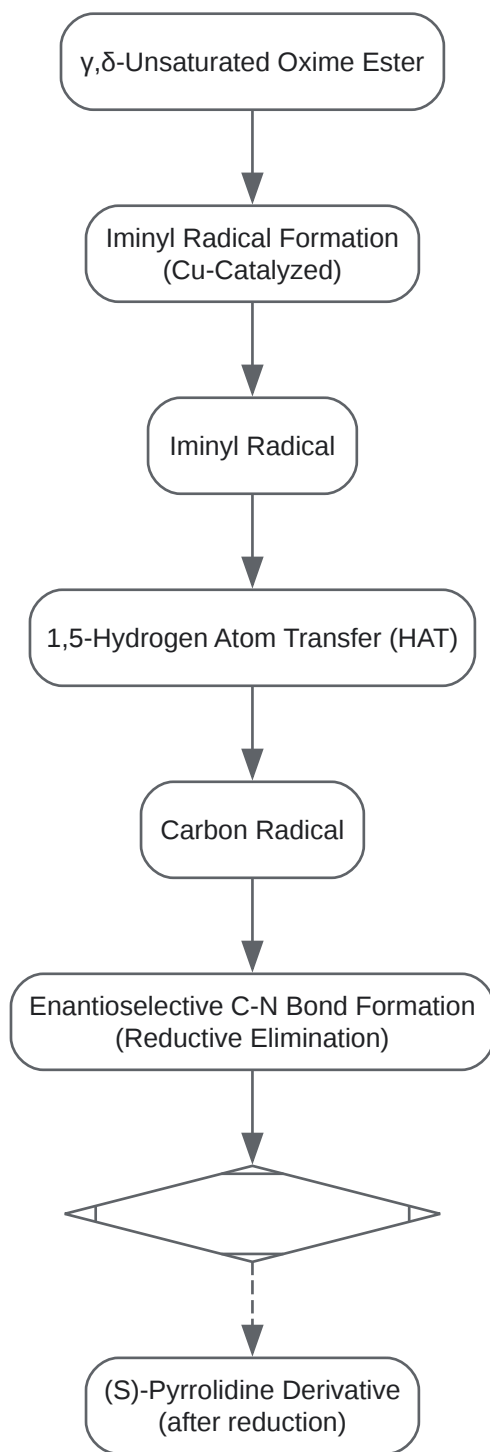 γ,δ-Unsaturated Oxime Ester
Iminyl Radical Formation
(Cu-Catalyzed)
Iminyl Radical
1,5-Hydrogen Atom Transfer (HAT)
Carbon Radical
Enantioselective C-N Bond Formation
(Reductive Elimination)
(S)-Pyrrolidine Derivative
(after reduction)